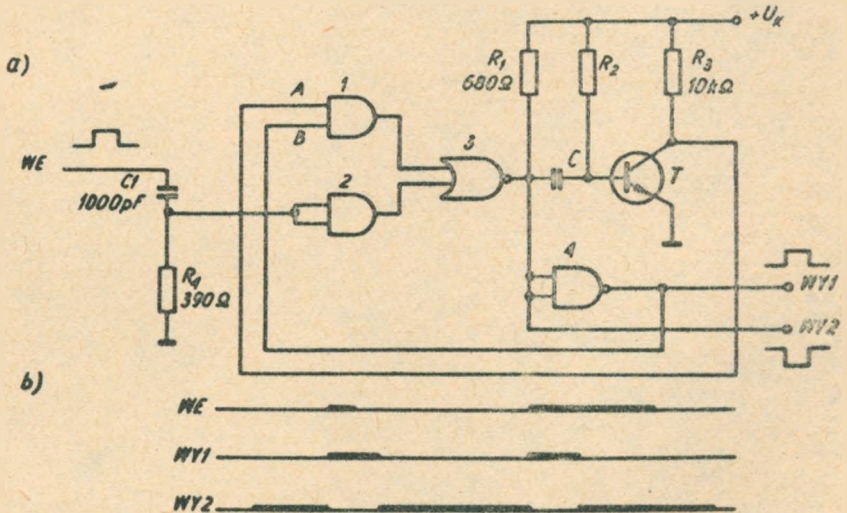 a)
+Uₖ
R₁
680Ω
R₂
R₃
10kΩ
A
1
B
3
C
T
WE
C1
1000pF
2
4
R₄
390Ω
WY1
WY2
b)
WE
WY1
WY2